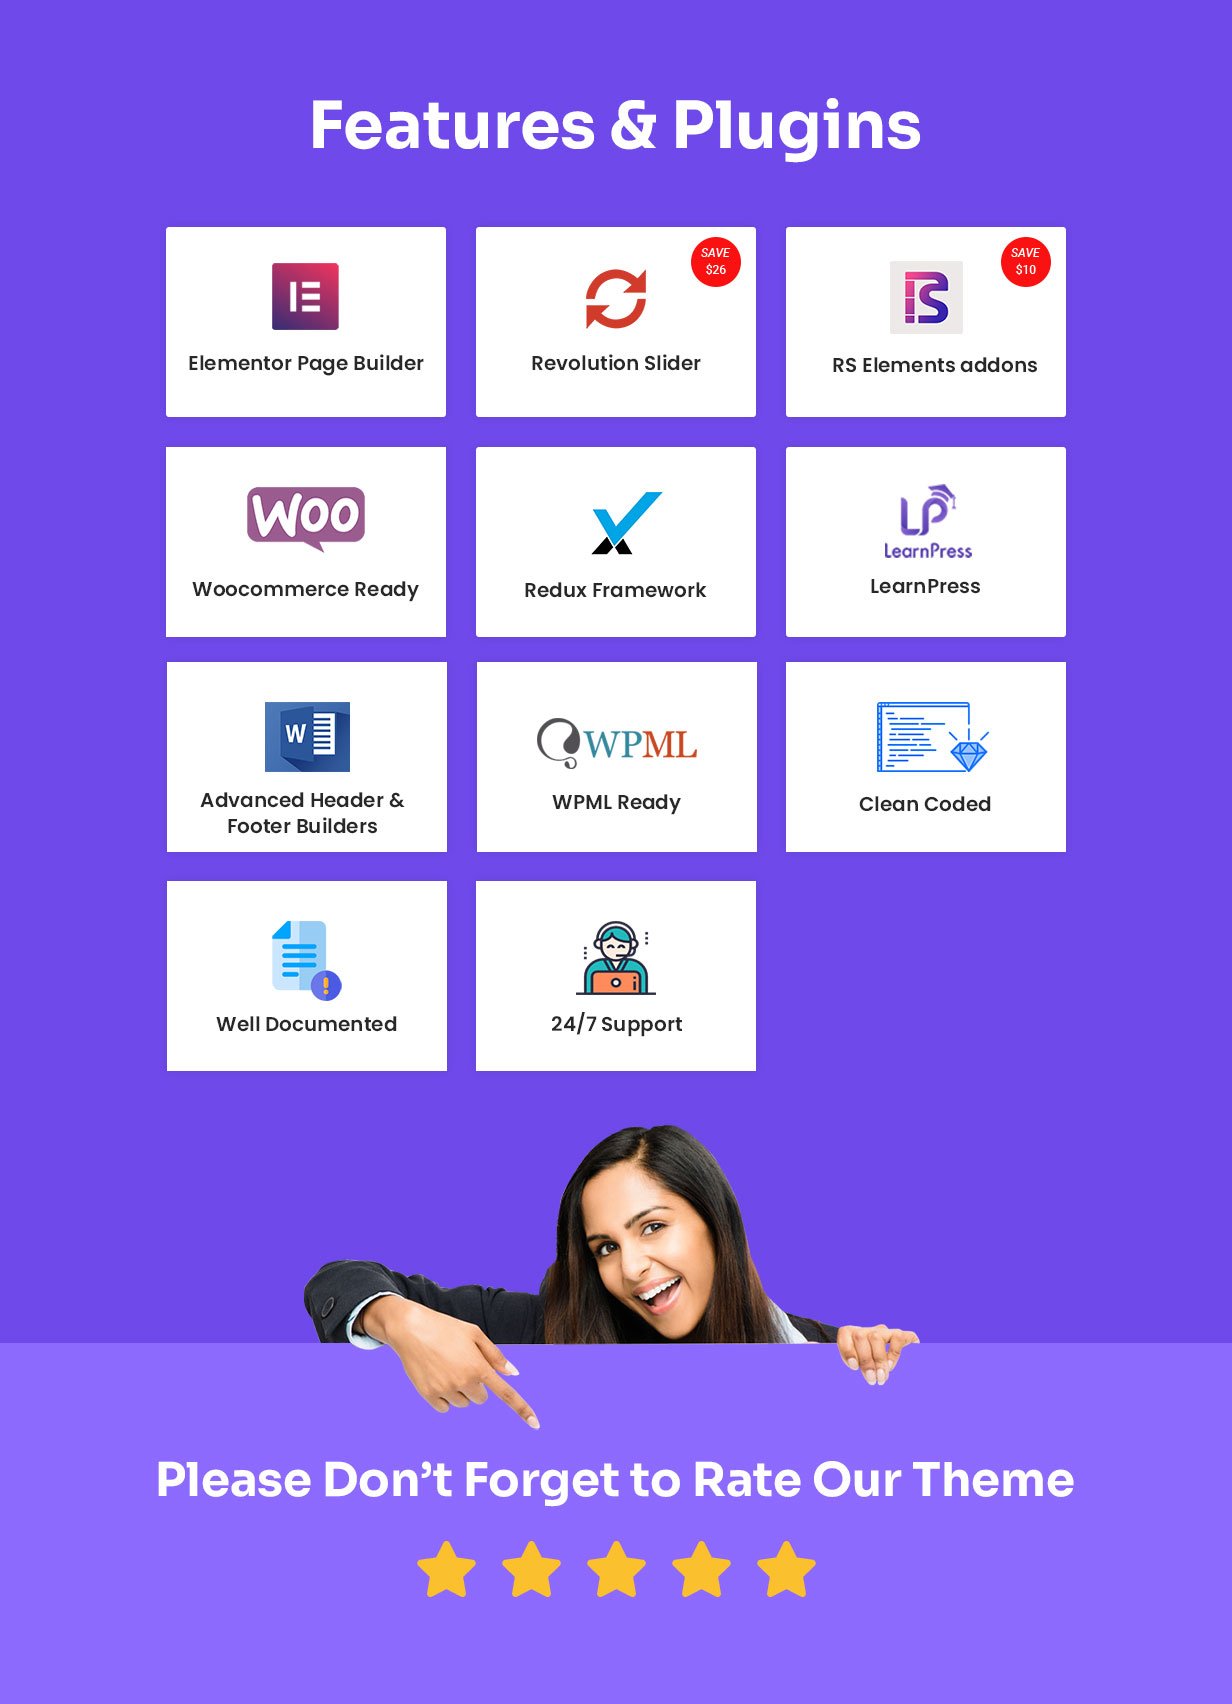 Features & Plugins
Elementor Page Builder
SAVE
$26
Revolution Slider
SAVE
$10
RS
RS Elements addons
Woo
Woocommerce Ready
Redux Framework
LP
LearnPress
LearnPress
W
Advanced Header &
Footer Builders
WPML
WPML Ready
Clean Coded
Well Documented
24/7 Support
Please Don’t Forget to Rate Our Theme